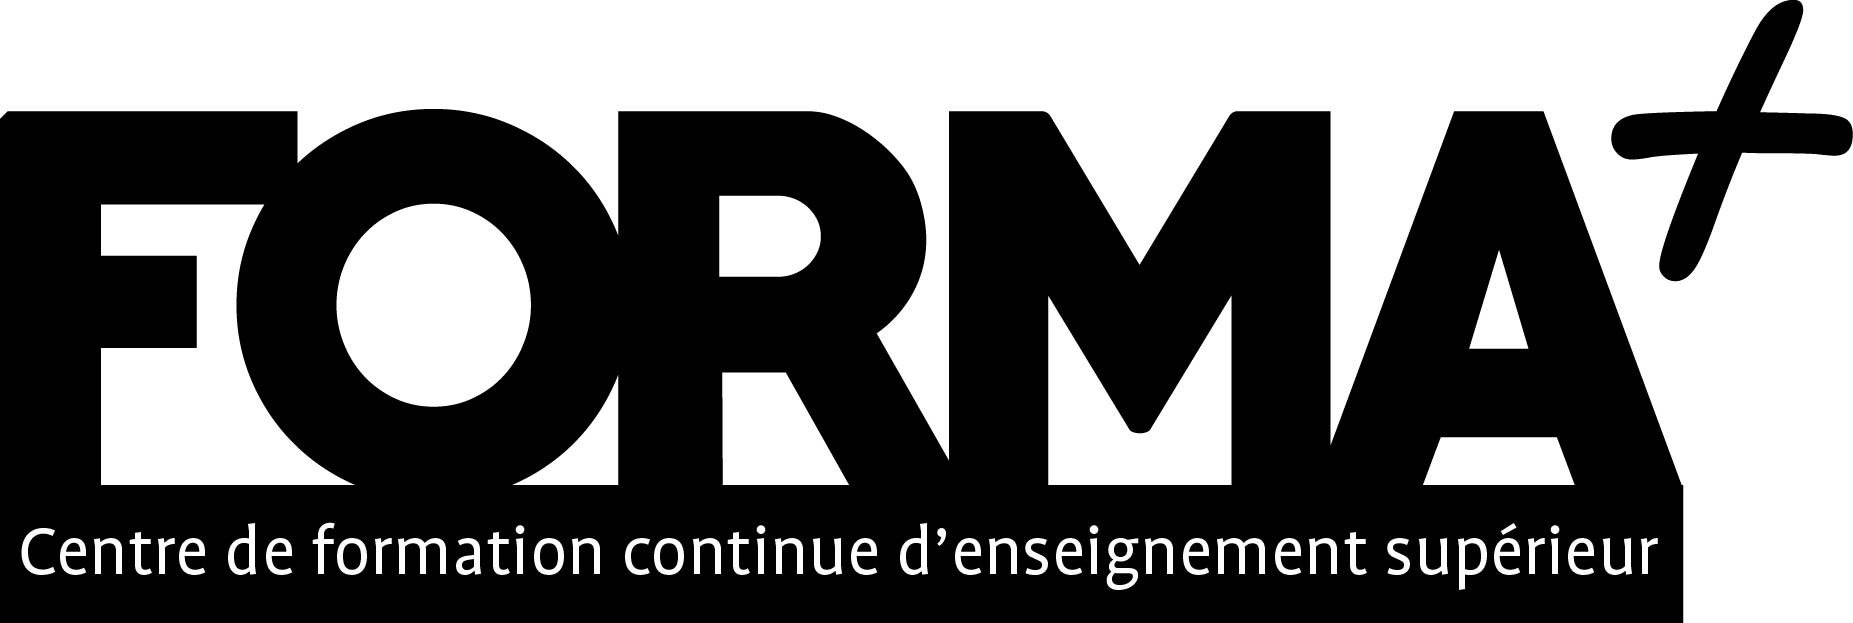 FORMA+
Centre de formation continue d’enseignement supérieur